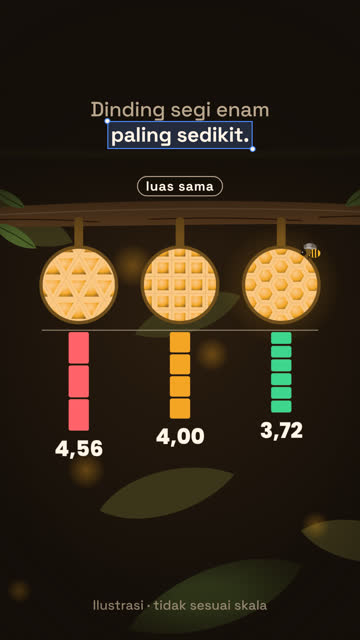 Dinding segi enam
paling sedikit.
luas sama
4,56
4,00
3,72
Ilustrasi · tidak sesuai skala